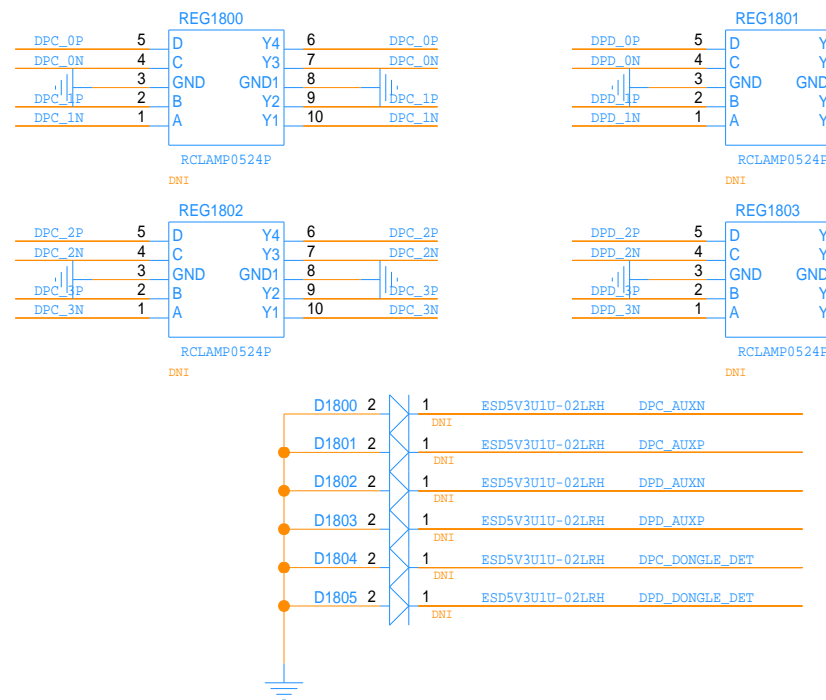 REG1800 REG1801
DPC_0P 5 D Y4 6 DPC_0P DPD_0P 5 D Y
DPC_0N 4 C Y3 7 DPC_0N DPD_0N 4 C Y
3 GND GND1 8 3 GND GND
DPC_1P 2 B Y2 9 DPC_1P DPD_1P 2 B Y
DPC_1N 1 A Y1 10 DPC_1N DPD_1N 1 A Y
RCLAMP0524P RCLAMP0524P
DNI DNI
REG1802 REG1803
DPC_2P 5 D Y4 6 DPC_2P DPD_2P 5 D Y
DPC_2N 4 C Y3 7 DPC_2N DPD_2N 4 C Y
3 GND GND1 8 3 GND GND
DPC_3P 2 B Y2 9 DPC_3P DPD_3P 2 B Y
DPC_3N 1 A Y1 10 DPC_3N DPD_3N 1 A Y
RCLAMP0524P RCLAMP0524P
DNI DNI
D1800 2 1 ESD5V3U1U-02LRH DPC_AUXN
DNI
D1801 2 1 ESD5V3U1U-02LRH DPC_AUXP
DNI
D1802 2 1 ESD5V3U1U-02LRH DPD_AUXN
DNI
D1803 2 1 ESD5V3U1U-02LRH DPD_AUXP
DNI
D1804 2 1 ESD5V3U1U-02LRH DPC_DONGLE_DET
DNI
D1805 2 1 ESD5V3U1U-02LRH DPD_DONGLE_DET
DNI